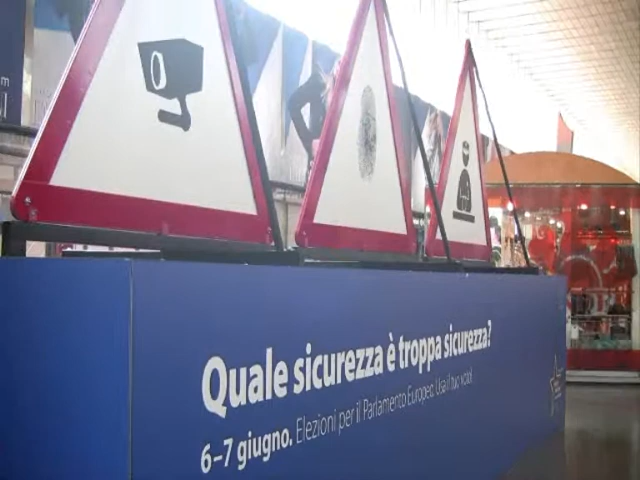 Quale sicurezza è troppa sicurezza?
6–7 giugno. Elezioni per il Parlamento Europeo. Usa il tuo voto!